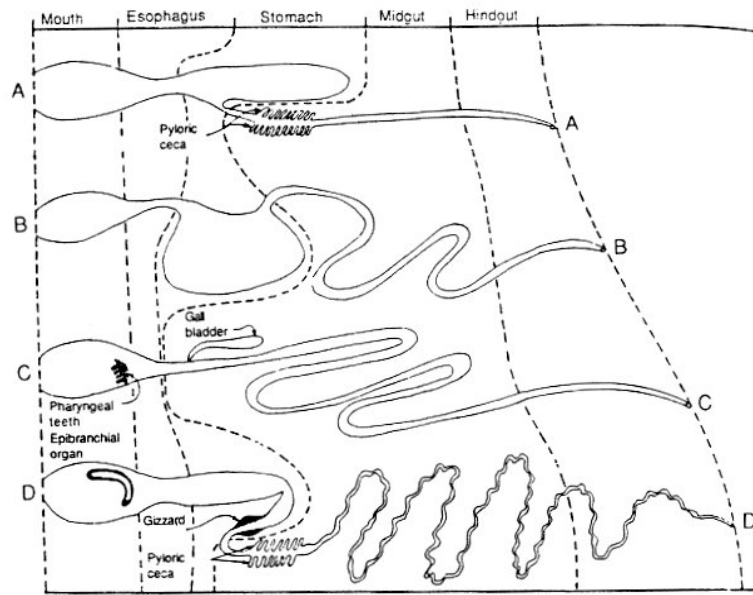 Mouth Esophagus Stomach Midgut Hindgut
A
Pyloric
ceca
A
B
B
Gall
bladder
C
C
Pharyngeal
teeth
Epibranchial
organ
D
Gizzard
D
Pyloric
ceca